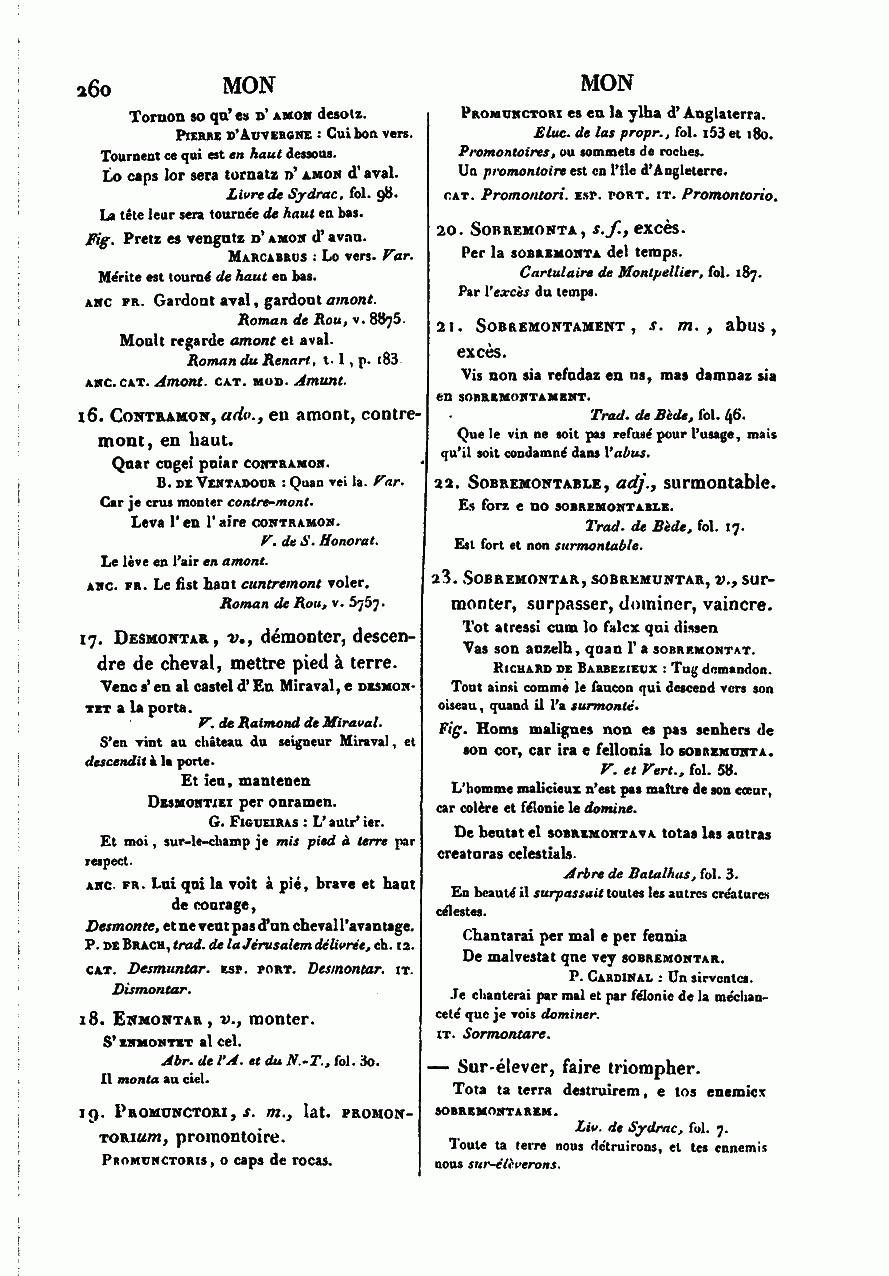 260 MON MON
Tornon so qu'es D' AMON desotz.
PIERRE D'AUVERGNE : Cui bon vers.
Tournent ce qui est en haut dessous.
Lo caps lor sera tornatz D' AMON d'aval.
Livre de Sydrac, fol. 98.
La tête leur sera tournée de haut en bas.
Fig. Pretz es vengutz D' AMON d'avan.
MARCABRUS : Lo vers. Var.
Mérite est tourné de haut en bas.
ANC FR. Gardont aval, gardont amont.
Roman de Rou, v. 8875.
Moult regarde amont et aval.
Roman du Renart, t. I, p. 183
ANC. CAT. Amont. CAT. MOD. Amunt.
16. CONTRAMON, adv., en amont, contre-
mont, en haut.
Quar cugei puiar CONTRAMON.
B. DE VENTADOUR : Quan vei la. Var.
Car je crus monter contre-mont.
Leva l'en l'aire CONTRAMON.
V. de S. Honorat.
Le lève en l'air en amont.
ANC. FR. Le fist haut cuntremont voler.
Roman de Rou, v. 5757.
17. DESMONTAR, v., démonter, descen-
dre de cheval, mettre pied à terre.
Venc s'en al castel d'En Miraval, e DESMON-
TET a la porta.
V. de Raimond de Miraval.
S'en vint au château du seigneur Miraval, et
descendit à la porte.
Et ieu, mantenen
DESMONTIEI per onramen.
G. FIGUEIRAS : L'autr'ier.
Et moi, sur-le-champ je mis pied à terre par
respect.
ANC. FR. Lui qui la voit à pié, brave et haut
de courage,
Desmonte, et ne veut pas d'un cheval l'avantage.
P. DE BRACH, trad. de la Jérusalem délivrée, ch. 12.
CAT. Desmuntar. ESP. PORT. Desmontar. IT.
Dismontar.
18. ENMONTAR, v., monter.
S'ENMONTET al cel.
Abr. de l'A. et du N.-T., fol. 30.
Il monta au ciel.
19. PROMUNCTORI, s. m., lat. PROMON-
TORIum, promontoire.
PROMUNCTORIS, o caps de rocas.
PROMUNCTORI es en la ylha d'Anglaterra.
Eluc. de las propr., fol. 153 et 180.
Promontoires, ou sommets de roches.
Un promontoire est en l'île d'Angleterre.
CAT. Promontori. ESP. PORT. IT. Promontorio.
20. SOBREMONTA, s. f., excès.
Per la SOBREMONTA del temps.
Cartulaire de Montpellier, fol. 187.
Par l'excès du temps.
21. SOBREMONTAMENT, s. m., abus,
excès.
Vis non sia refudaz en us, mas damnaz sia
en SOBREMONTAMENT.
Trad. de Bède, fol. 46.
Que le vin ne soit pas refusé pour l'usage, mais
qu'il soit condamné dans l'abus.
22. SOBREMONTABLE, adj., surmontable.
Es forz e no SOBREMONTABLE.
Trad. de Bède, fol. 17.
Est fort et non surmontable.
23. SOBREMONTAR, SOBREMUNTAR, v., sur-
monter, surpasser, dominer, vaincre.
Tot atressi cum lo falcx qui dissen
Vas son auzelh, quan l' a SOBREMONTAT.
RICHARD DE BARBEZIEUX : Tug demandon.
Tout ainsi comme le faucon qui descend vers son
oiseau, quand il l'a surmonté.
Fig. Homs malignes non es pas senhers de
son cor, car ira e fellonia lo SOBREMUNTA.
V. et Vert., fol. 58.
L'homme malicieux n'est pas maître de son cœur,
car colère et félonie le domine.
De beutat el SOBREMONTAVA totas las autras
creaturas celestials.
Arbre de Batalhas, fol. 3.
En beauté il surpassait toutes les autres créatures
célestes.
Chantarai per mal e per fennia
De malvestat que vey SOBREMONTAR.
P. CARDINAL : Un sirventes.
Je chanterai par mal et par félonie de la méchan-
ceté que je vois dominer.
IT. Sormontare.
— Sur-élever, faire triompher.
Tota ta terra destruirem, e tos enemicx
SOBREMONTAREM.
Liv. de Sydrac, fol. 7.
Toute ta terre nous détruirons, et tes ennemis
nous sur-élèverons.